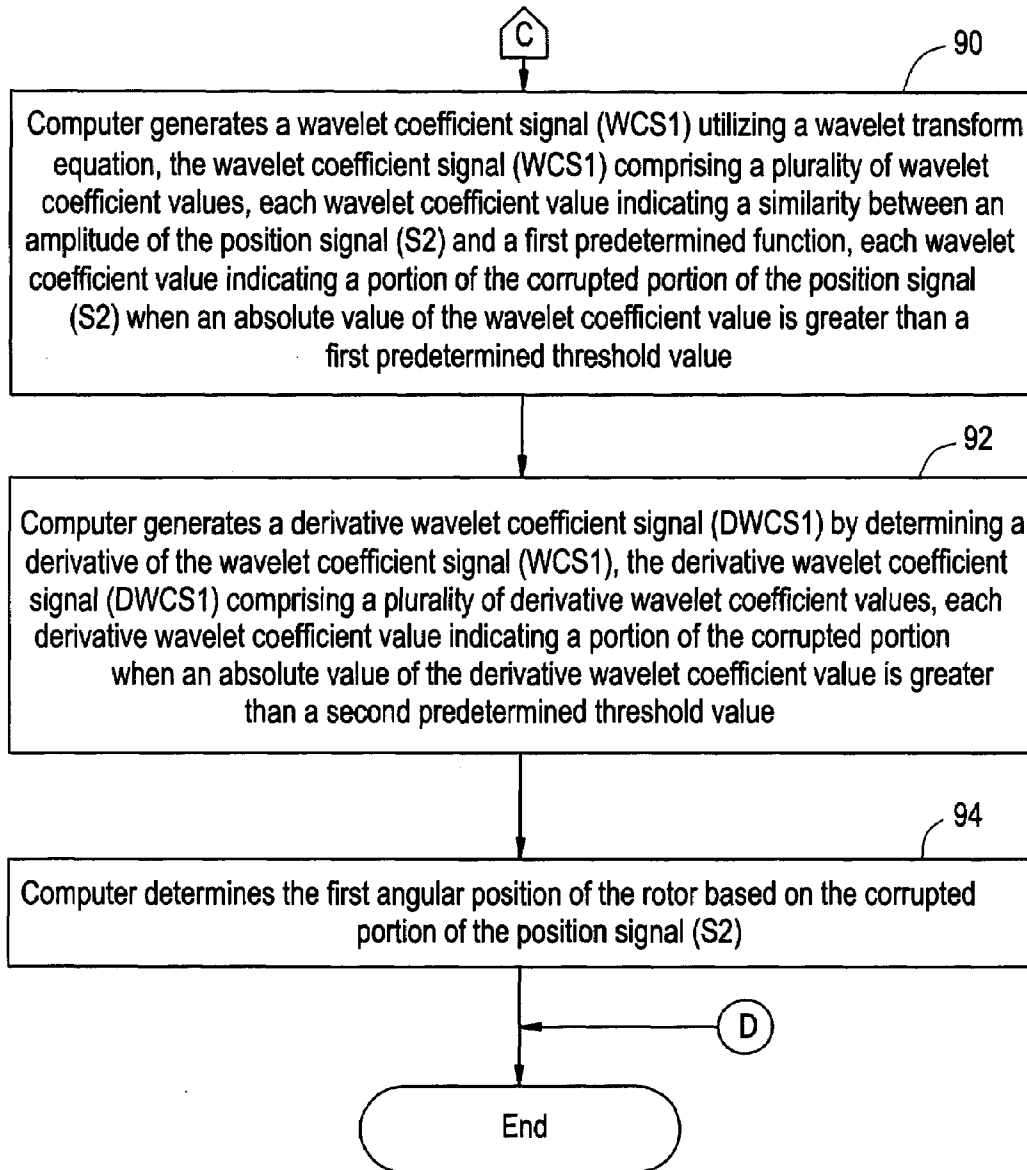 C
90
Computer generates a wavelet coefficient signal (WCS1) utilizing a wavelet transform
equation, the wavelet coefficient signal (WCS1) comprising a plurality of wavelet
coefficient values, each wavelet coefficient value indicating a similarity between an
amplitude of the position signal (S2) and a first predetermined function, each wavelet
coefficient value indicating a portion of the corrupted portion of the position signal
(S2) when an absolute value of the wavelet coefficient value is greater than a
first predetermined threshold value
92
Computer generates a derivative wavelet coefficient signal (DWCS1) by determining a
derivative of the wavelet coefficient signal (WCS1), the derivative wavelet coefficient
signal (DWCS1) comprising a plurality of derivative wavelet coefficient values, each
derivative wavelet coefficient value indicating a portion of the corrupted portion
when an absolute value of the derivative wavelet coefficient value is greater
than a second predetermined threshold value
94
Computer determines the first angular position of the rotor based on the corrupted
portion of the position signal (S2)
D
End